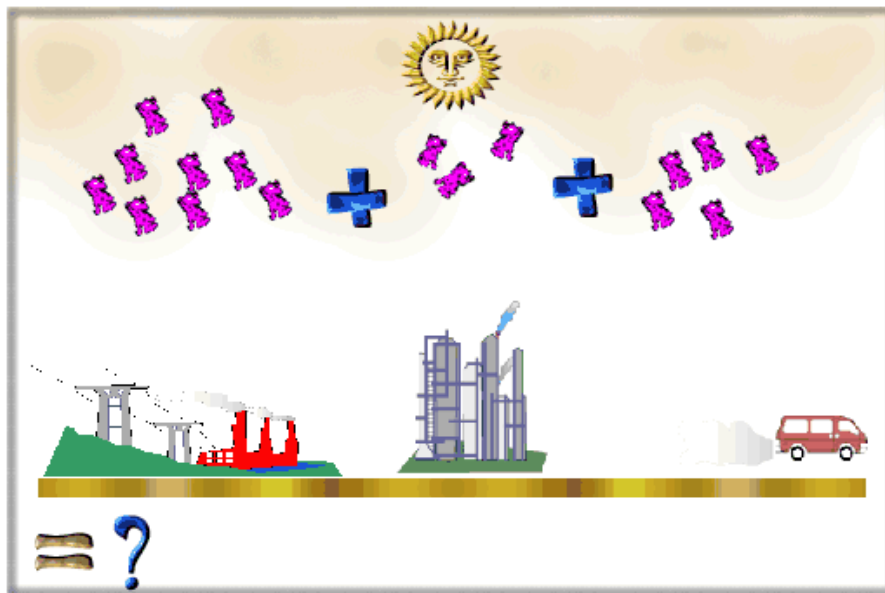 + +
= ?